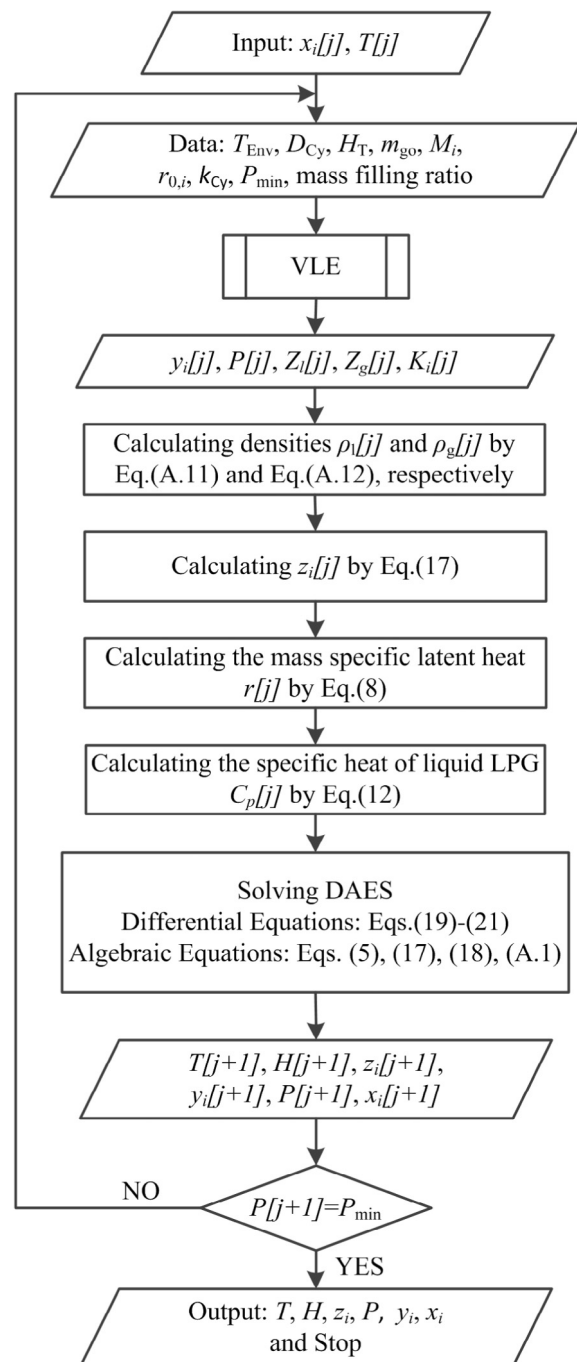 Input: xi[j], T[j]
Data: TEnv, DCy, HT, mgo, Mi,
r0,i, kCy, Pmin, mass filling ratio
VLE
yi[j], P[j], Zl[j], Zg[j], Ki[j]
Calculating densities ρl[j] and ρg[j] by
Eq.(A.11) and Eq.(A.12), respectively
Calculating zi[j] by Eq.(17)
Calculating the mass specific latent heat
r[j] by Eq.(8)
Calculating the specific heat of liquid LPG
Cp[j] by Eq.(12)
Solving DAES
Differential Equations: Eqs.(19)-(21)
Algebraic Equations: Eqs. (5), (17), (18), (A.1)
T[j+1], H[j+1], zi[j+1],
yi[j+1], P[j+1], xi[j+1]
NO
P[j+1]=Pmin
YES
Output: T, H, zi, P, yi, xi
and Stop